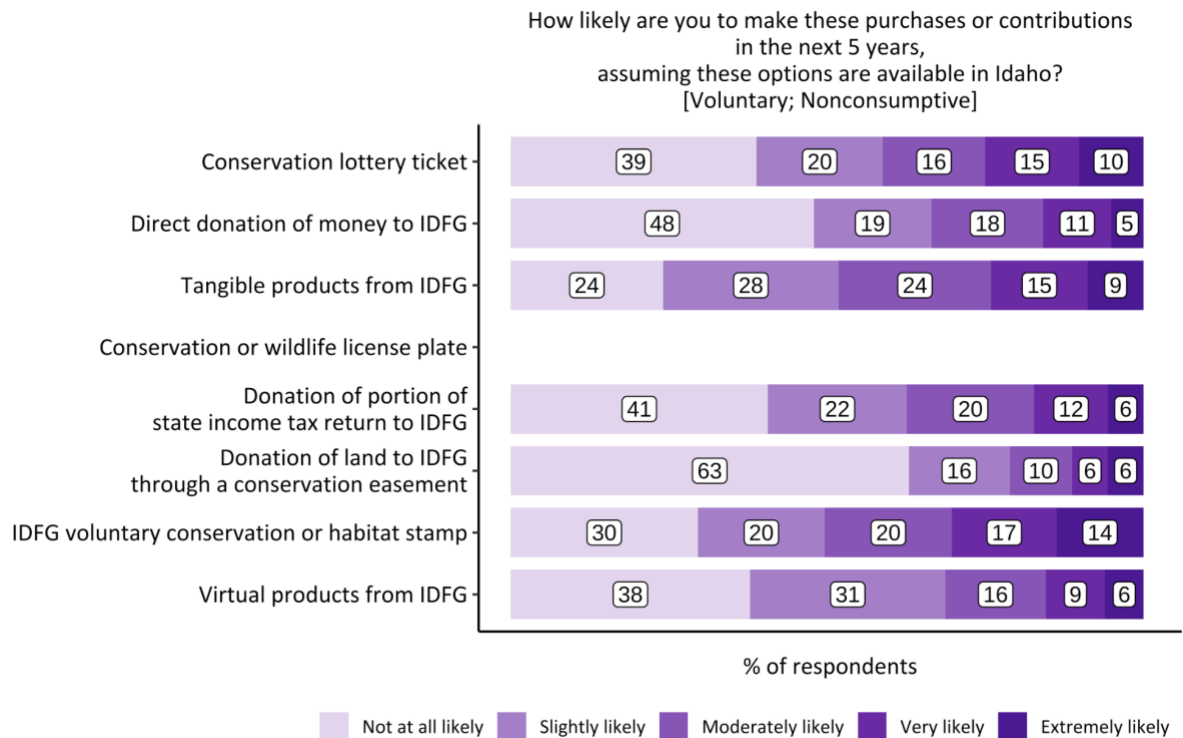 How likely are you to make these purchases or contributions
in the next 5 years,
assuming these options are available in Idaho?
[Voluntary; Nonconsumptive]
Conservation lottery ticket
39 20 16 15 10
Direct donation of money to IDFG
48 19 18 11 5
Tangible products from IDFG
24 28 24 15 9
Conservation or wildlife license plate
Donation of portion of
state income tax return to IDFG
41 22 20 12 6
Donation of land to IDFG
through a conservation easement
63 16 10 6 6
IDFG voluntary conservation or habitat stamp
30 20 20 17 14
Virtual products from IDFG
38 31 16 9 6
% of respondents
Not at all likely Slightly likely Moderately likely Very likely Extremely likely